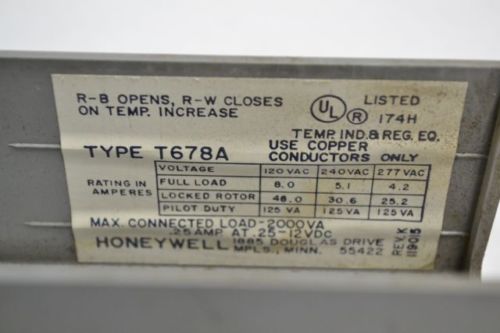 R-B OPENS, R-W CLOSES
ON TEMP. INCREASE
UL ® LISTED
174H
TEMP. IND. & REG. EQ.
TYPE T678A
USE COPPER
CONDUCTORS ONLY
RATING IN
AMPERES
VOLTAGE 120 VAC 240 VAC 277 VAC
FULL LOAD 8.0 5.1 4.2
LOCKED ROTOR 48.0 30.6 25.2
PILOT DUTY 125 VA 125 VA 125 VA
MAX. CONNECTED LOAD-2000VA
.25 AMP AT .25-12VDC
HONEYWELL 1885 DOUGLAS DRIVE
MPLS., MINN. 55422
REV. K
119015